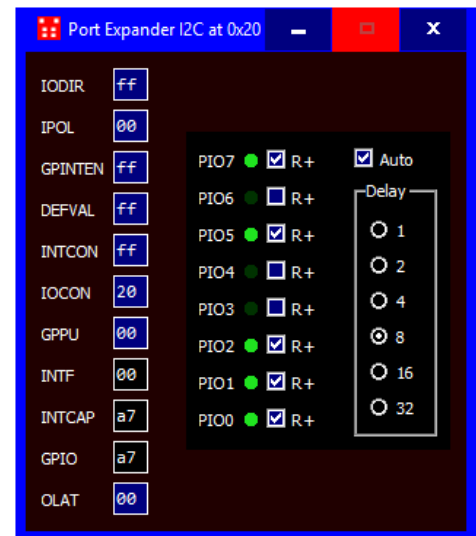 Port Expander I2C at 0x20
IODIR ff
IPOL 00
GPINTEN ff
DEFVAL ff
INTCON ff
IOCON 20
GPPU 00
INTF 00
INTCAP a7
GPIO a7
OLAT 00
PIO7 R+
PIO6 R+
PIO5 R+
PIO4 R+
PIO3 R+
PIO2 R+
PIO1 R+
PIO0 R+
Auto
Delay
1
2
4
8
16
32